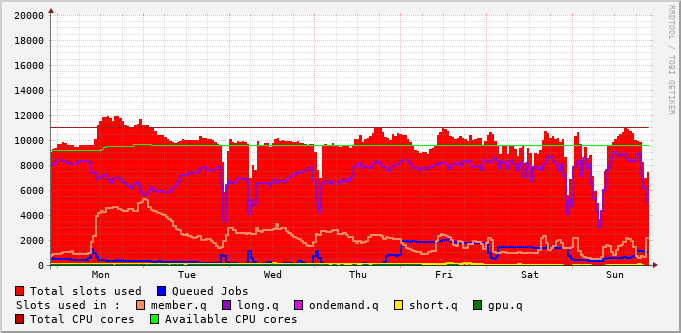 20000
18000
16000
14000
12000
10000
8000
6000
4000
2000
0
Mon Tue Wed Thu Fri Sat Sun
RRDTOOL / TOBI OETIKER
Total slots used Queued Jobs
Slots used in : member.q long.q ondemand.q short.q gpu.q
Total CPU cores Available CPU cores